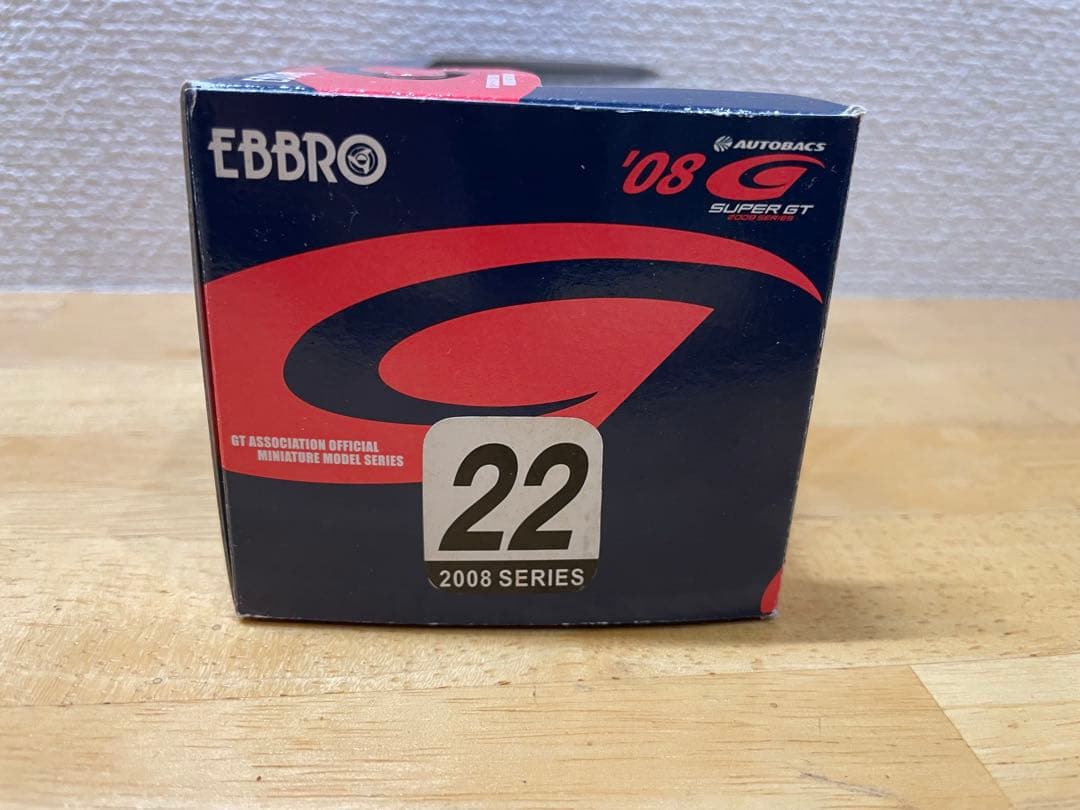 EBBRO
AUTOBACS
'08
SUPER GT
2008 SERIES
GT ASSOCIATION OFFICIAL
MINIATURE MODEL SERIES
22
2008 SERIES